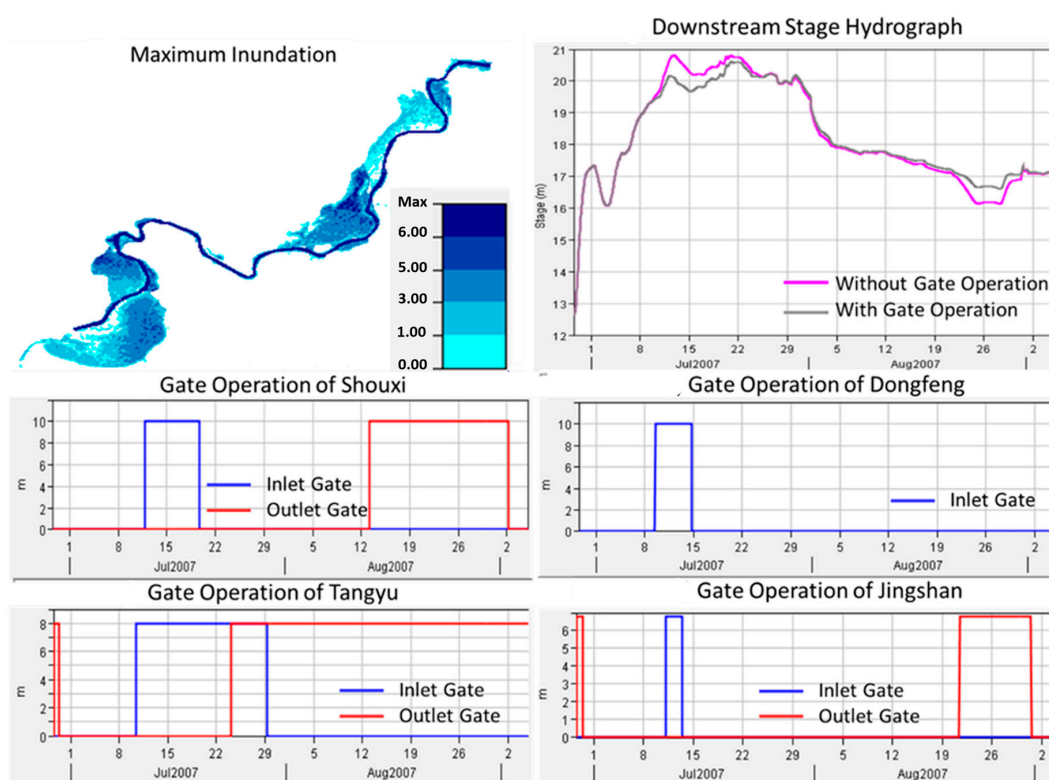 Maximum Inundation
Max
6.00
5.00
3.00
1.00
0.00
Downstream Stage Hydrograph
21
20
19
18
17
16
15
14
13
12
Stage (m)
Without Gate Operation
With Gate Operation
1 8 15 22 29 5 12 19 26 2
Jul2007 Aug2007
Gate Operation of Shouxi
10
8
6
4
2
0
m
Inlet Gate
Outlet Gate
1 8 15 22 29 5 12 19 26 2
Jul2007 Aug2007
Gate Operation of Dongfeng
10
8
6
4
2
0
m
Inlet Gate
1 8 15 22 29 5 12 19 26 2
Jul2007 Aug2007
Gate Operation of Tangyu
8
6
4
2
0
m
Inlet Gate
Outlet Gate
1 8 15 22 29 5 12 19 26 2
Jul2007 Aug2007
Gate Operation of Jingshan
6
5
4
3
2
1
0
m
Inlet Gate
Outlet Gate
1 8 15 22 29 5 12 19 26 2
Jul2007 Aug2007